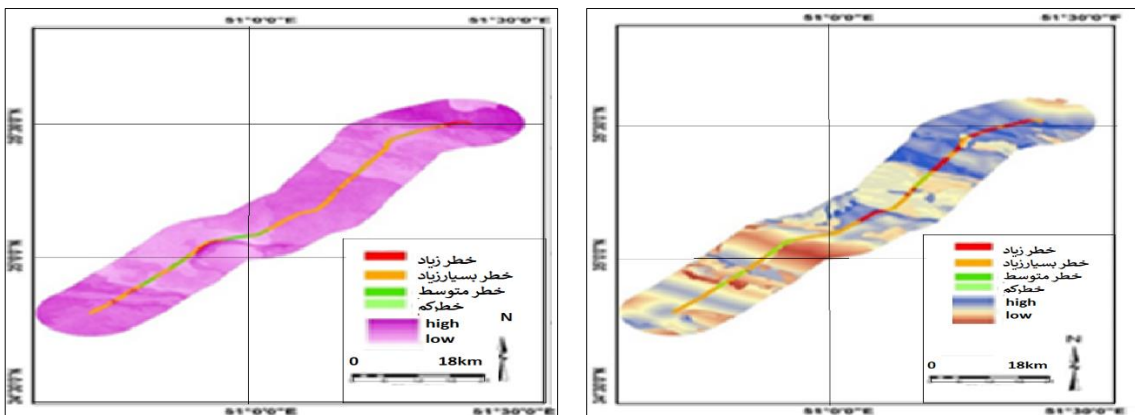 51°0'0"E
51°30'0"E
خطر زیاد
خطر بسیارزیاد
خطر متوسط
خطرکم
high
low
N
0 18km
51°0'0"E
51°30'0"E
51°0'0"E
51°30'0"E
خطر زیاد
خطر بسیارزیاد
خطر متوسط
خطرکم
high
low
N
0 18km
51°0'0"E
51°30'0"E